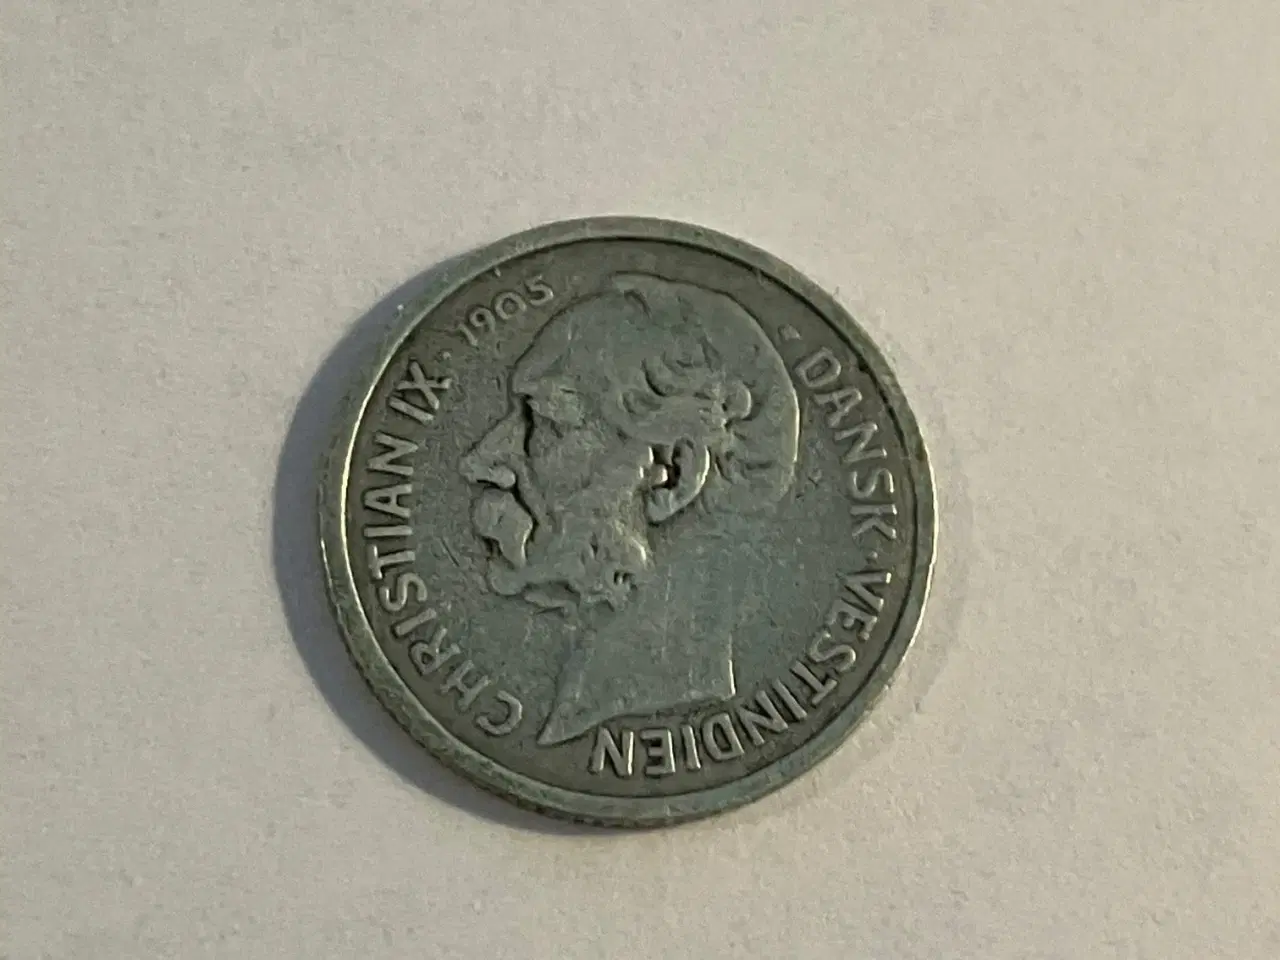 CHRISTIAN IX · 1905
DANSK · VESTINDIEN